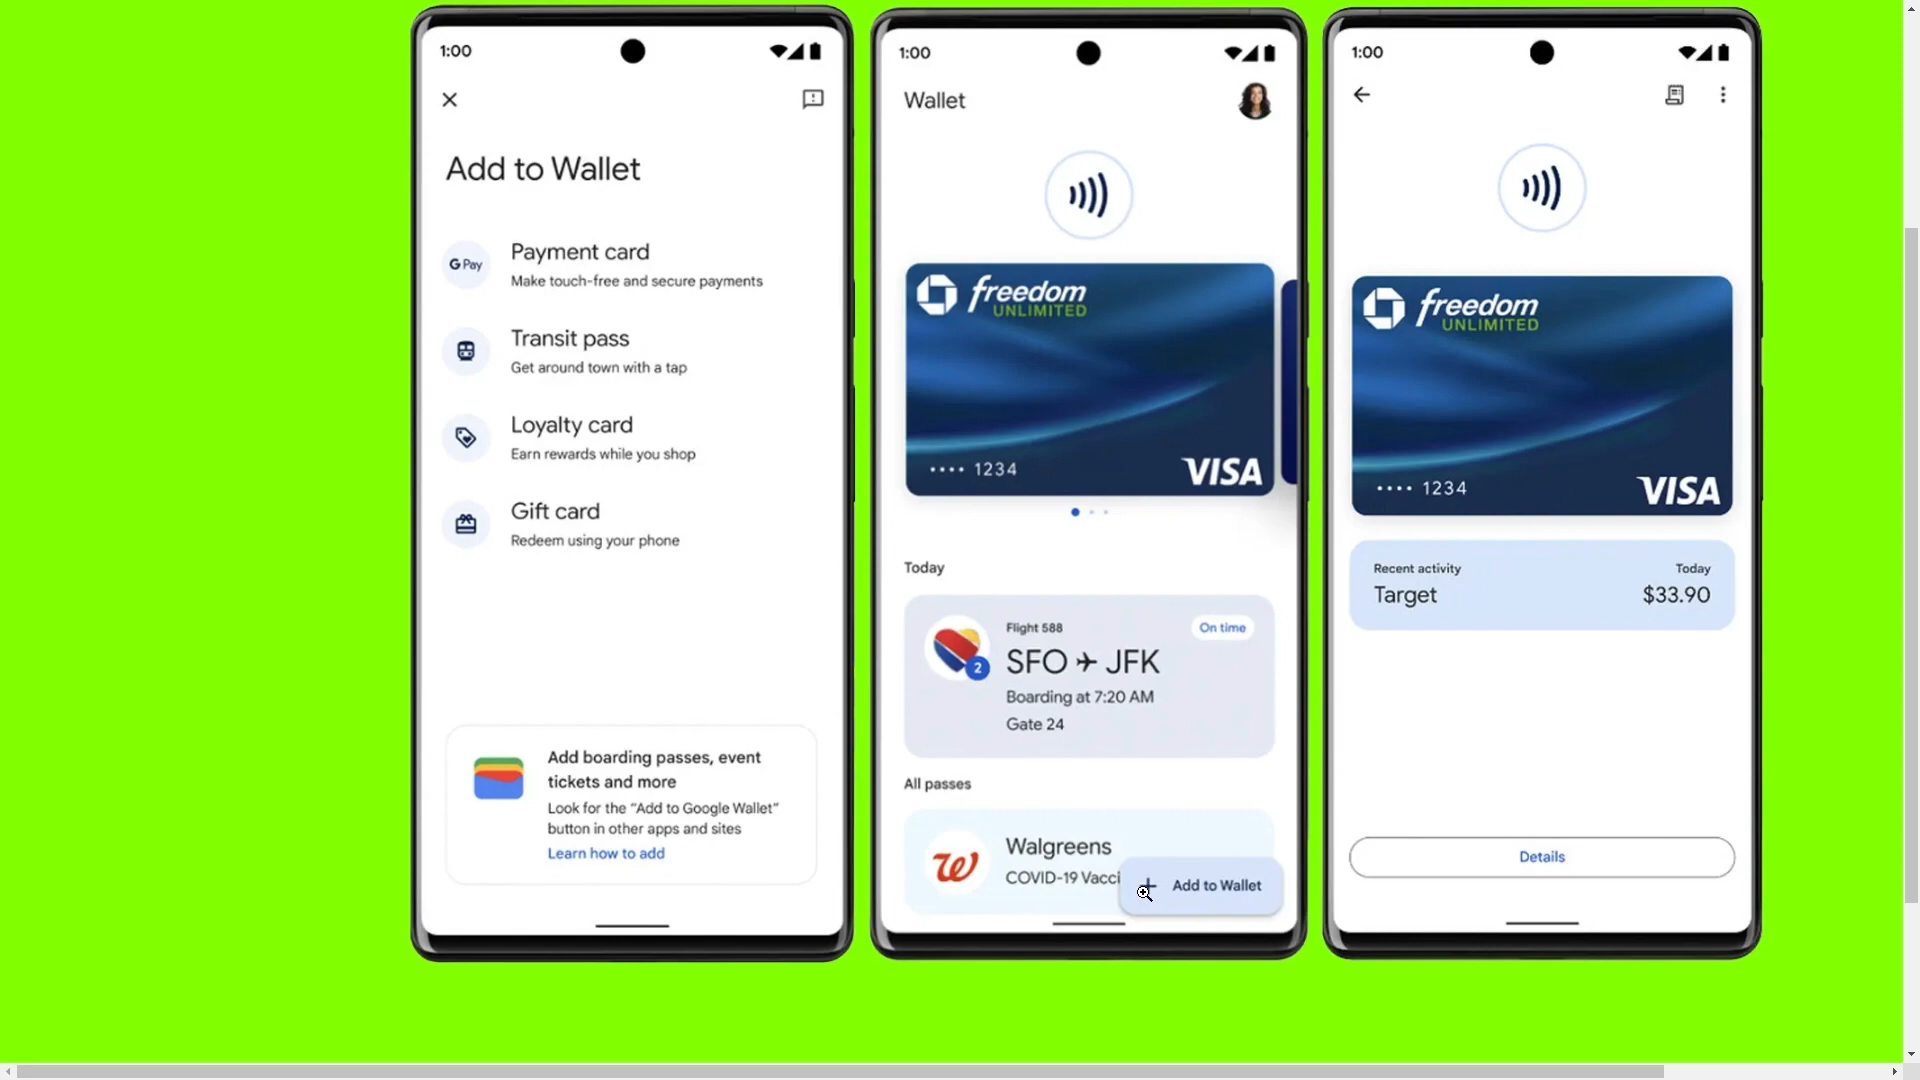 1:00
Add to Wallet
G Pay
Payment card
Make touch-free and secure payments
Transit pass
Get around town with a tap
Loyalty card
Earn rewards while you shop
Gift card
Redeem using your phone
Add boarding passes, event
tickets and more
Look for the “Add to Google Wallet”
button in other apps and sites
Learn how to add
1:00
Wallet
freedom
UNLIMITED
•••• 1234
VISA
Today
Flight 588
On time
2
SFO ✈ JFK
Boarding at 7:20 AM
Gate 24
All passes
W
Walgreens
COVID-19 Vacci
+ Add to Wallet
1:00
freedom
UNLIMITED
•••• 1234
VISA
Recent activity
Today
Target
$33.90
Details